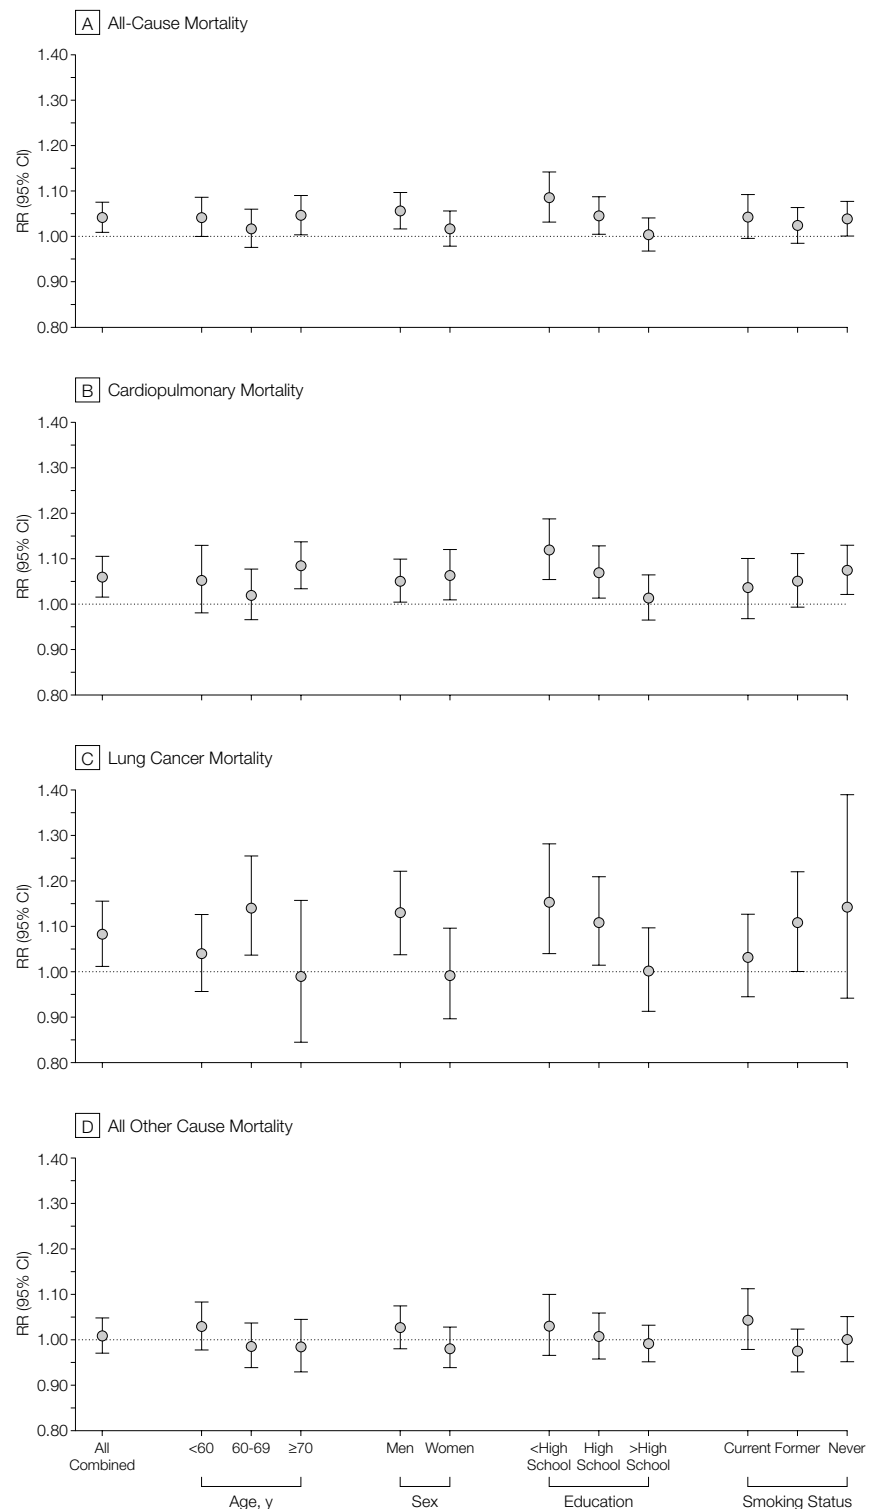 A All-Cause Mortality
1.40
1.30
1.20
1.10
1.00
0.90
0.80
RR (95% CI)
B Cardiopulmonary Mortality
1.40
1.30
1.20
1.10
1.00
0.90
0.80
RR (95% CI)
C Lung Cancer Mortality
1.40
1.30
1.20
1.10
1.00
0.90
0.80
RR (95% CI)
D All Other Cause Mortality
1.40
1.30
1.20
1.10
1.00
0.90
0.80
RR (95% CI)
All <60 60-69 ≥70 Men Women <High High >High Current Former Never
Combined School School School
Age, y Sex Education Smoking Status